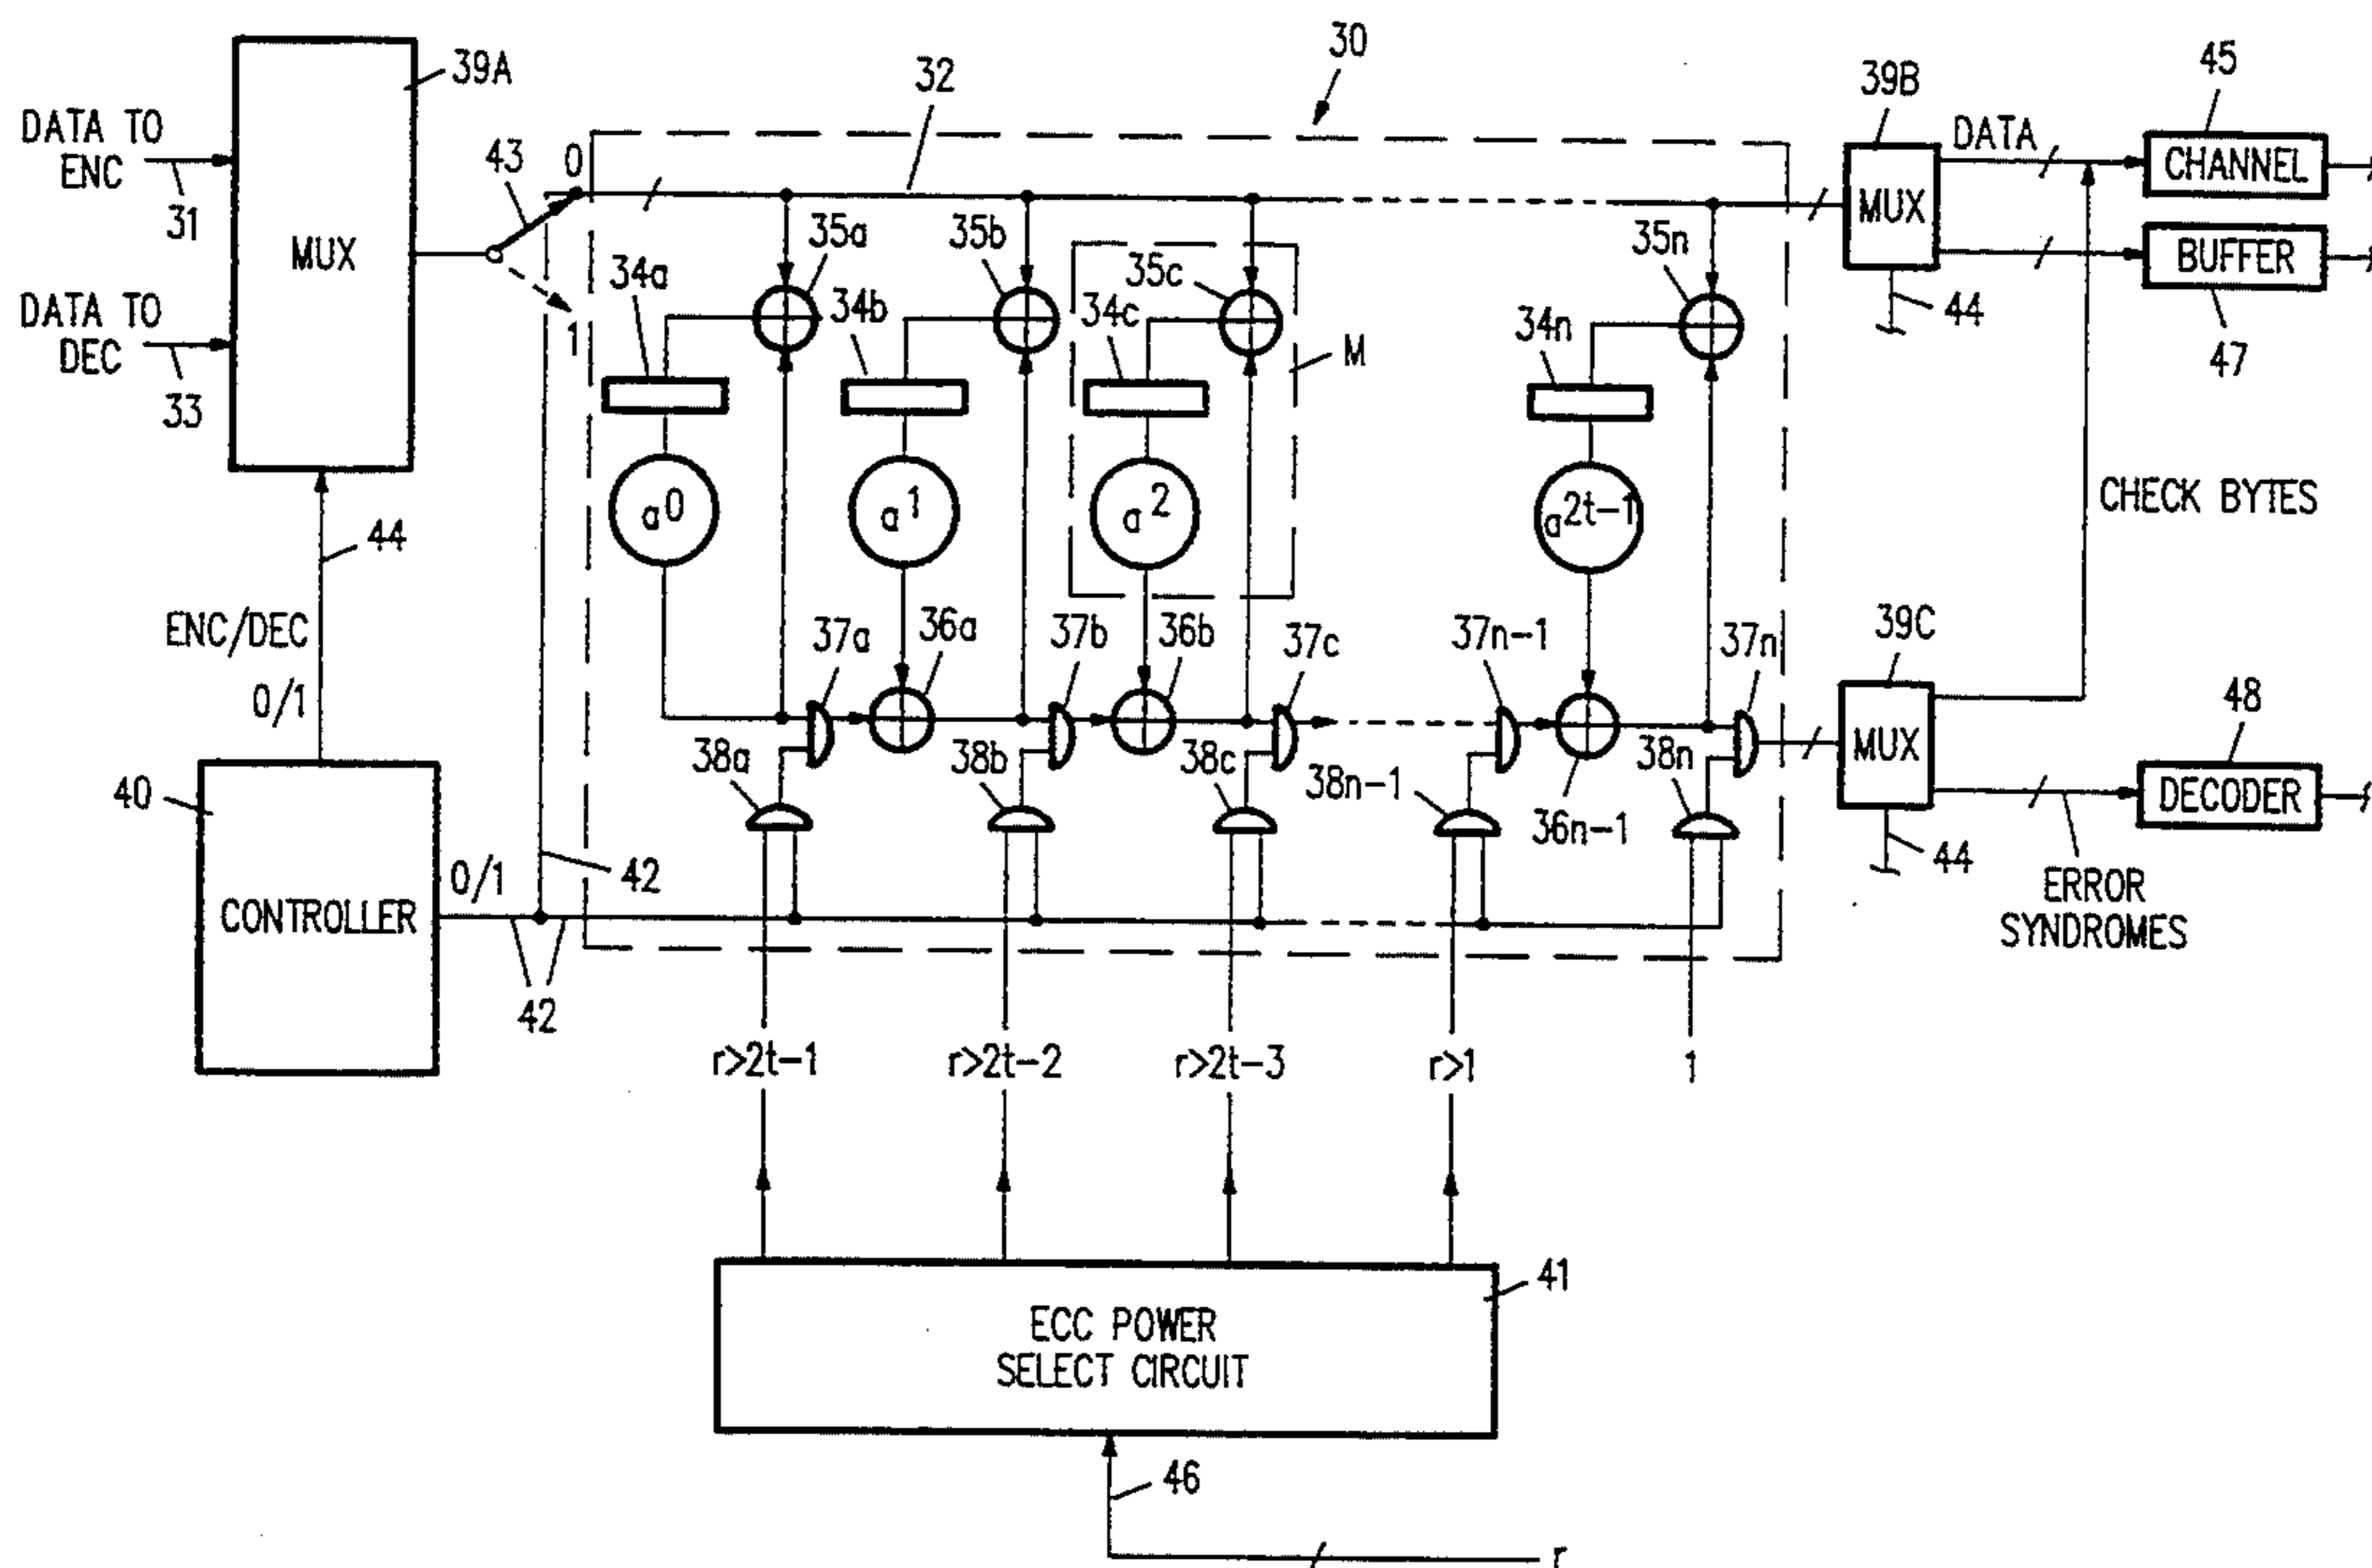 30
39A
32
39B
45
DATA TO
ENC
31
MUX
43
0
1
DATA
CHANNEL
MUX
BUFFER
44
47
DATA TO
DEC
33
34a
35a
34b
35b
34c
35c
M
34n
35n
a0
a1
a2
a2t-1
CHECK BYTES
44
ENC/DEC
0/1
37a
36a
37b
36b
37c
37n-1
37n
39C
48
38a
38b
38c
38n-1
36n-1
38n
MUX
DECODER
44
ERROR
SYNDROMES
40
CONTROLLER
0/1
42
42
r>2t-1
r>2t-2
r>2t-3
r>1
1
41
ECC POWER
SELECT CIRCUIT
46
r